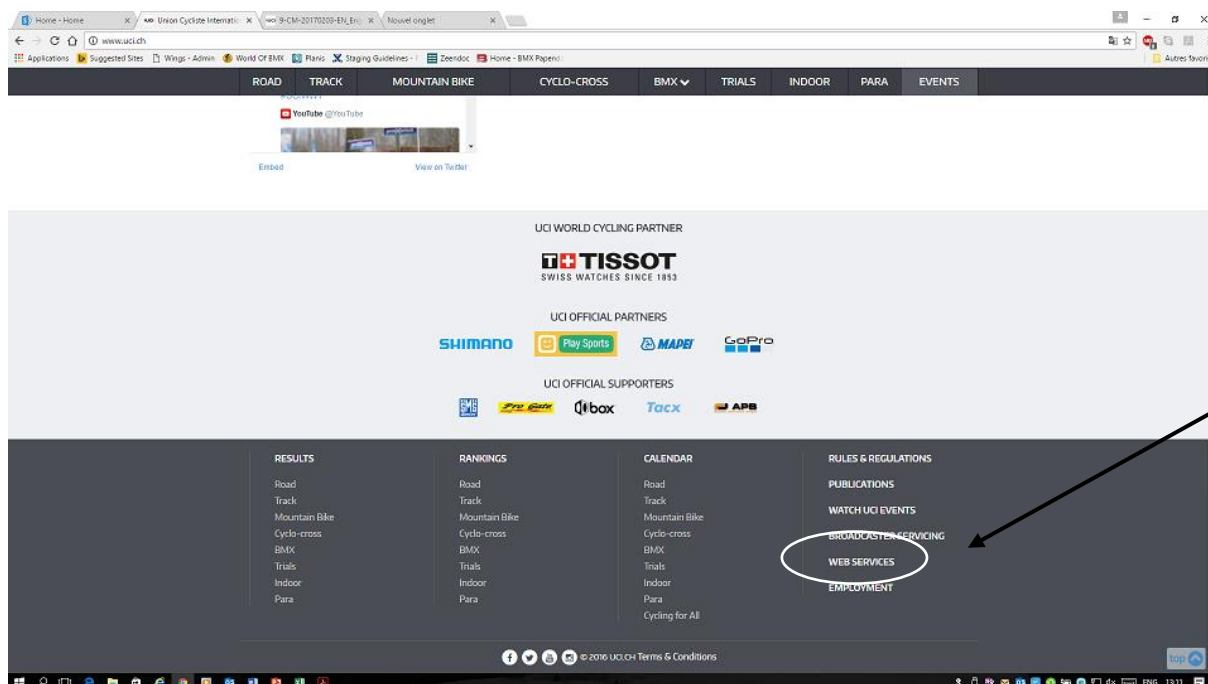 Home - Home
Union Cycliste Internatic
9-CM-20170203-EN_En
Nouvel onglet
www.uci.ch
Applications Suggested Sites Wings - Admin World Of BMX Planis Staging Guidelines - Zeendoc Home - BMX Papend
Autres favori
ROAD TRACK MOUNTAIN BIKE CYCLO-CROSS BMX TRIALS INDOOR PARA EVENTS
YouTube @YouTube
Embed View on Twitter
UCI WORLD CYCLING PARTNER
TISSOT
SWISS WATCHES SINCE 1853
UCI OFFICIAL PARTNERS
SHIMANO Play Sports MAPEI GoPro
UCI OFFICIAL SUPPORTERS
SMS Pro Gate box Tacx APB
RESULTS
Road
Track
Mountain Bike
Cyclo-cross
BMX
Trials
Indoor
Para
RANKINGS
Road
Track
Mountain Bike
Cyclo-cross
BMX
Trials
Indoor
Para
CALENDAR
Road
Track
Mountain Bike
Cyclo-cross
BMX
Trials
Indoor
Para
Cycling for All
RULES & REGULATIONS
PUBLICATIONS
WATCH UCI EVENTS
BROADCASTER SERVICING
WEB SERVICES
EMPLOYMENT
© 2016 UCI.CH Terms & Conditions
top
ENG 13:11